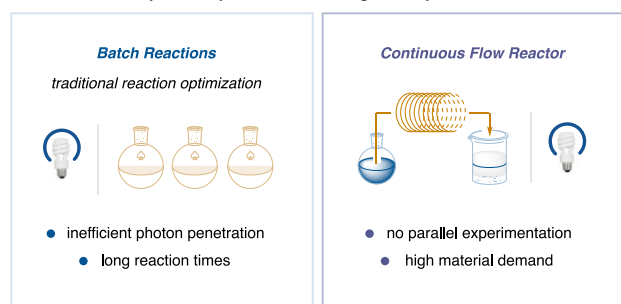 Batch Reactions
traditional reaction optimization
inefficient photon penetration
long reaction times
Continuous Flow Reactor
no parallel experimentation
high material demand